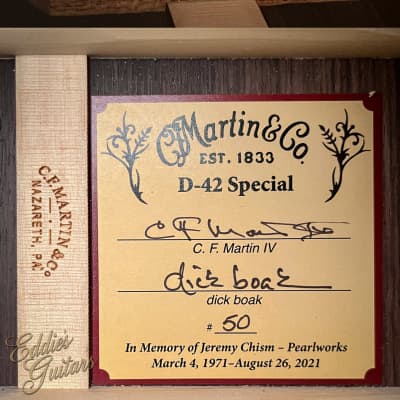 C.F. Martin & Co.
EST. 1833
D-42 Special
C. F. Martin IV
dick boak
dick boak
# 50
In Memory of Jeremy Chism – Pearlworks
March 4, 1971–August 26, 2021
C.F. MARTIN & CO
NAZARETH, PA.
Eddie's
Guitars